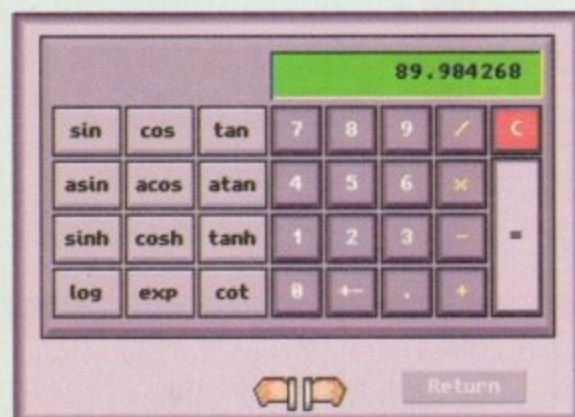 89.984268
sin cos tan 7 8 9 / C
asin acos atan 4 5 6 ×
sinh cosh tanh 1 2 3 - =
log exp cot 0 +- . +
Return